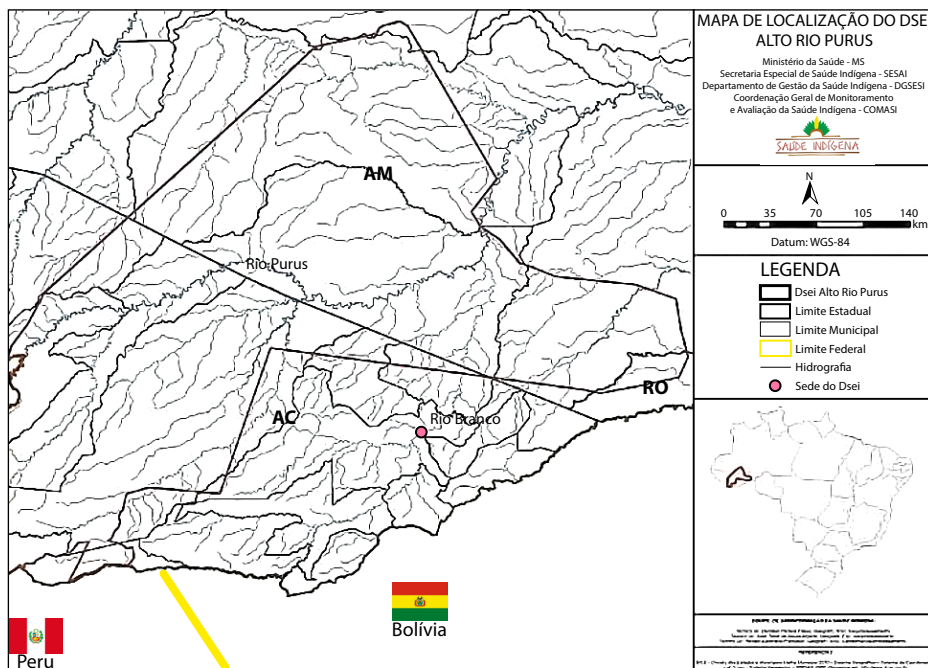 MAPA DE LOCALIZAÇÃO DO DSE
ALTO RIO PURUS
Ministério da Saúde - MS
Secretaria Especial de Saúde Indígena - SESAI
Departamento de Gestão da Saúde Indígena - DGSESI
Coordenação Geral de Monitoramento
e Avaliação da Saúde Indígena - COMASI
SAÚDE INDÍGENA
N
0 35 70 105 140
km
Datum: WGS-84
LEGENDA
Dsei Alto Rio Purus
Limite Estadual
Limite Municipal
Limite Federal
Hidrografia
Sede do Dsei
AM
Rio Purus
AC
Rio Branco
RO
Bolívia
Peru